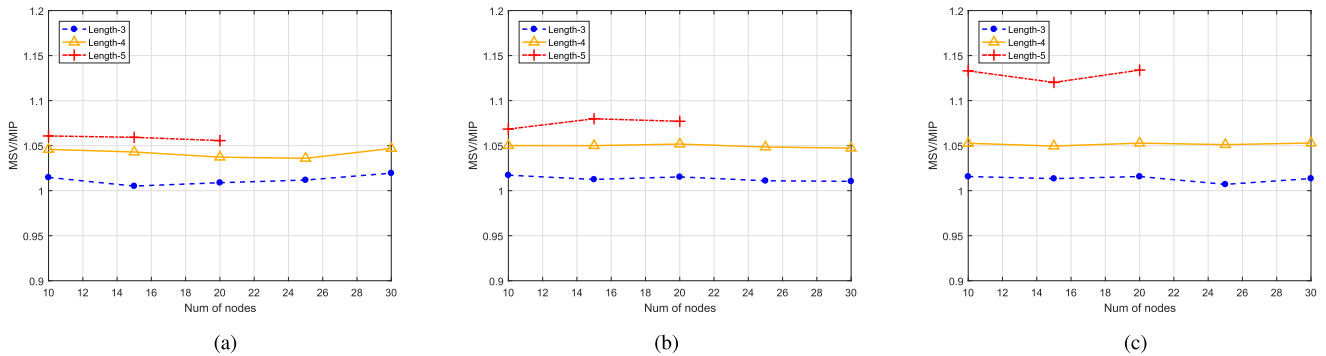 1.2
1.15
1.1
1.05
1
0.95
0.9
MSV/MIP
Length-3
Length-4
Length-5
10 12 14 16 18 20 22 24 26 28 30
Num of nodes
(a)
1.2
1.15
1.1
1.05
1
0.95
0.9
MSV/MIP
Length-3
Length-4
Length-5
10 12 14 16 18 20 22 24 26 28 30
Num of nodes
(b)
1.2
1.15
1.1
1.05
1
0.95
0.9
MSV/MIP
Length-3
Length-4
Length-5
10 12 14 16 18 20 22 24 26 28 30
Num of nodes
(c)